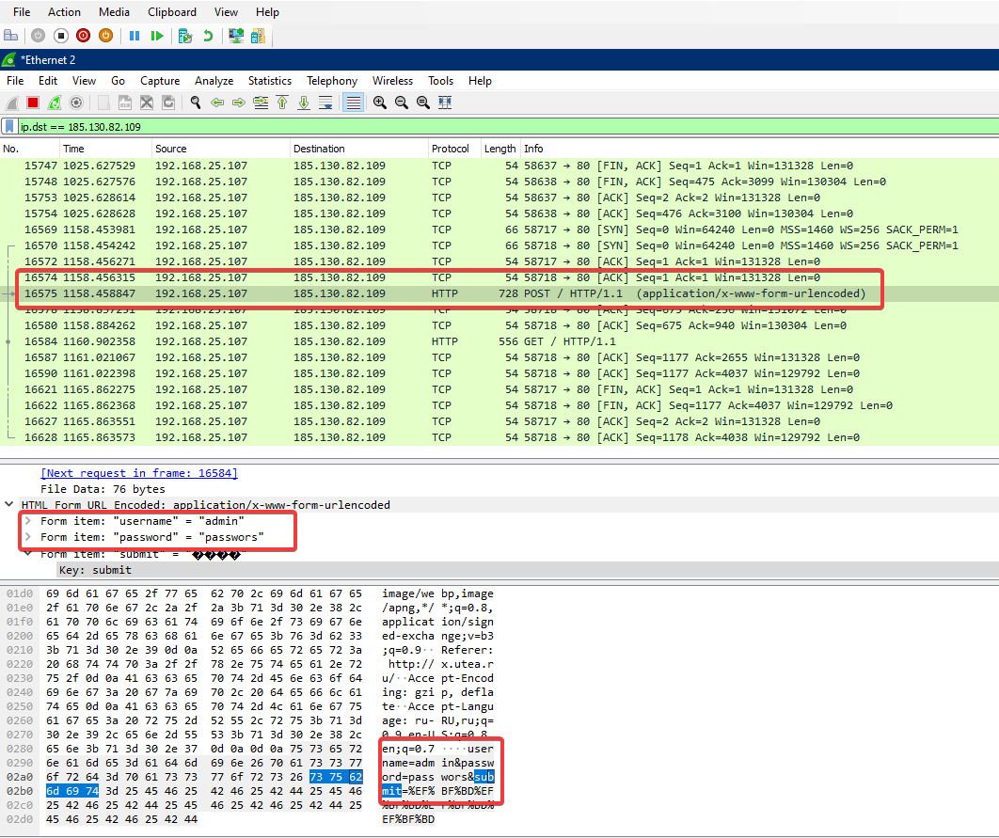 File Action Media Clipboard View Help
*Ethernet 2
File Edit View Go Capture Analyze Statistics Telephony Wireless Tools Help
ip.dst == 185.130.82.109
No. Time Source Destination Protocol Length Info
15747 1025.627529 192.168.25.107 185.130.82.109 TCP 54 58637 → 80 [FIN, ACK] Seq=1 Ack=1 Win=131328 Len=0
15748 1025.627576 192.168.25.107 185.130.82.109 TCP 54 58638 → 80 [FIN, ACK] Seq=475 Ack=3099 Win=130304 Len=0
15753 1025.628614 192.168.25.107 185.130.82.109 TCP 54 58637 → 80 [ACK] Seq=2 Ack=2 Win=131328 Len=0
15754 1025.628628 192.168.25.107 185.130.82.109 TCP 54 58638 → 80 [ACK] Seq=476 Ack=3100 Win=130304 Len=0
16569 1158.453981 192.168.25.107 185.130.82.109 TCP 66 58717 → 80 [SYN] Seq=0 Win=64240 Len=0 MSS=1460 WS=256 SACK_PERM=1
16570 1158.454242 192.168.25.107 185.130.82.109 TCP 66 58718 → 80 [SYN] Seq=0 Win=64240 Len=0 MSS=1460 WS=256 SACK_PERM=1
16572 1158.456271 192.168.25.107 185.130.82.109 TCP 54 58717 → 80 [ACK] Seq=1 Ack=1 Win=131328 Len=0
16574 1158.456315 192.168.25.107 185.130.82.109 TCP 54 58718 → 80 [ACK] Seq=1 Ack=1 Win=131328 Len=0
16575 1158.458847 192.168.25.107 185.130.82.109 HTTP 728 POST / HTTP/1.1 (application/x-www-form-urlencoded)
16578 1158.857251 192.168.25.107 185.130.82.109 TCP 54 58718 → 80 [ACK] Seq=675 Ack=256 Win=131072 Len=0
16580 1158.884262 192.168.25.107 185.130.82.109 TCP 54 58718 → 80 [ACK] Seq=675 Ack=940 Win=130304 Len=0
16584 1160.902358 192.168.25.107 185.130.82.109 HTTP 556 GET / HTTP/1.1
16587 1161.021067 192.168.25.107 185.130.82.109 TCP 54 58718 → 80 [ACK] Seq=1177 Ack=2655 Win=131328 Len=0
16590 1161.022398 192.168.25.107 185.130.82.109 TCP 54 58718 → 80 [ACK] Seq=1177 Ack=4037 Win=129792 Len=0
16621 1165.862275 192.168.25.107 185.130.82.109 TCP 54 58717 → 80 [FIN, ACK] Seq=1 Ack=1 Win=131328 Len=0
16622 1165.862368 192.168.25.107 185.130.82.109 TCP 54 58718 → 80 [FIN, ACK] Seq=1177 Ack=4037 Win=129792 Len=0
16627 1165.863551 192.168.25.107 185.130.82.109 TCP 54 58717 → 80 [ACK] Seq=2 Ack=2 Win=131328 Len=0
16628 1165.863573 192.168.25.107 185.130.82.109 TCP 54 58718 → 80 [ACK] Seq=1178 Ack=4038 Win=129792 Len=0
[Next request in frame: 16584]
File Data: 76 bytes
HTML Form URL Encoded: application/x-www-form-urlencoded
Form item: "username" = "admin"
Form item: "password" = "passwors"
Form item: "submit" = "����"
Key: submit
01d0 69 6d 61 67 65 2f 77 65 62 70 2c 69 6d 61 67 65 image/we bp,image
01e0 2f 61 70 6e 67 2c 2a 2f 2a 3b 71 3d 30 2e 38 2c /apng,*/ *;q=0.8,
01f0 61 70 70 6c 69 63 61 74 69 6f 6e 2f 73 69 67 6e applicat ion/sign
0200 65 64 2d 65 78 63 68 61 6e 67 65 3b 76 3d 62 33 ed-excha nge;v=b3
0210 3b 71 3d 30 2e 39 0d 0a 52 65 66 65 72 65 72 3a ;q=0.9·· Referer:
0220 20 68 74 74 70 3a 2f 2f 78 2e 75 74 65 61 2e 72 http:// x.utea.r
0230 75 2f 0d 0a 41 63 63 65 70 74 2d 45 6e 63 6f 64 u/··Acce pt-Encod
0240 69 6e 67 3a 20 67 7a 69 70 2c 20 64 65 66 6c 61 ing: gzi p, defla
0250 74 65 0d 0a 41 63 63 65 70 74 2d 4c 61 6e 67 75 te··Acce pt-Langu
0260 61 67 65 3a 20 72 75 2d 52 55 2c 72 75 3b 71 3d age: ru- RU,ru;q=
0270 30 2e 39 2c 65 6e 2d 55 53 3b 71 3d 30 2e 38 2c 0.9,en-U S;q=0.8,
0280 65 6e 3b 71 3d 30 2e 37 0d 0a 0d 0a 75 73 65 72 en;q=0.7 ····user
0290 6e 61 6d 65 3d 61 64 6d 69 6e 26 70 61 73 73 77 name=adm in&passw
02a0 6f 72 64 3d 70 61 73 73 77 6f 72 73 26 73 75 62 ord=pass wors&sub
02b0 6d 69 74 3d 25 45 46 25 42 46 25 42 44 25 45 46 mit=%EF% BF%BD%EF
02c0 25 42 46 25 42 44 25 45 46 25 42 46 25 42 44 25 %BF%BD%E F%BF%BD%
02d0 45 46 25 42 46 25 42 44 EF%BF%BD